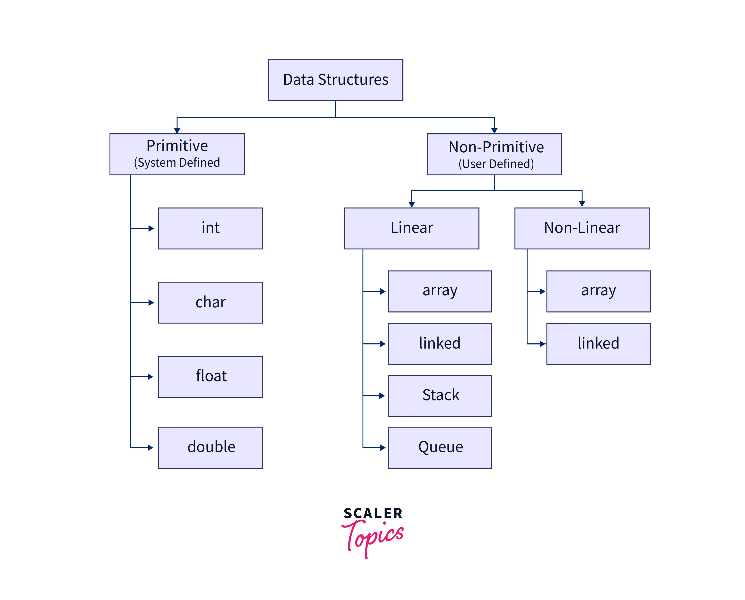 Data Structures
Primitive
(System Defined
Non-Primitive
(User Defined)
int
char
float
double
Linear
array
linked
Stack
Queue
Non-Linear
array
linked
SCALER
Topics